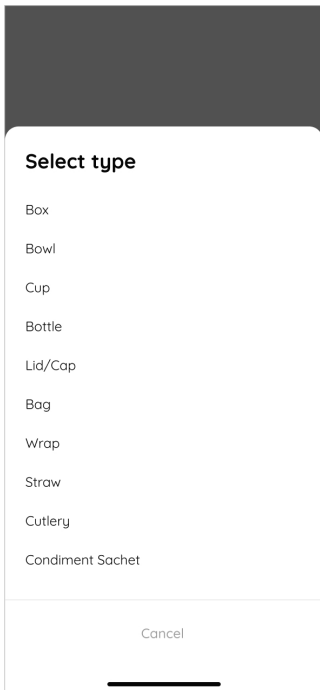 Select type
Box
Bowl
Cup
Bottle
Lid/Cap
Bag
Wrap
Straw
Cutlery
Condiment Sachet
Cancel